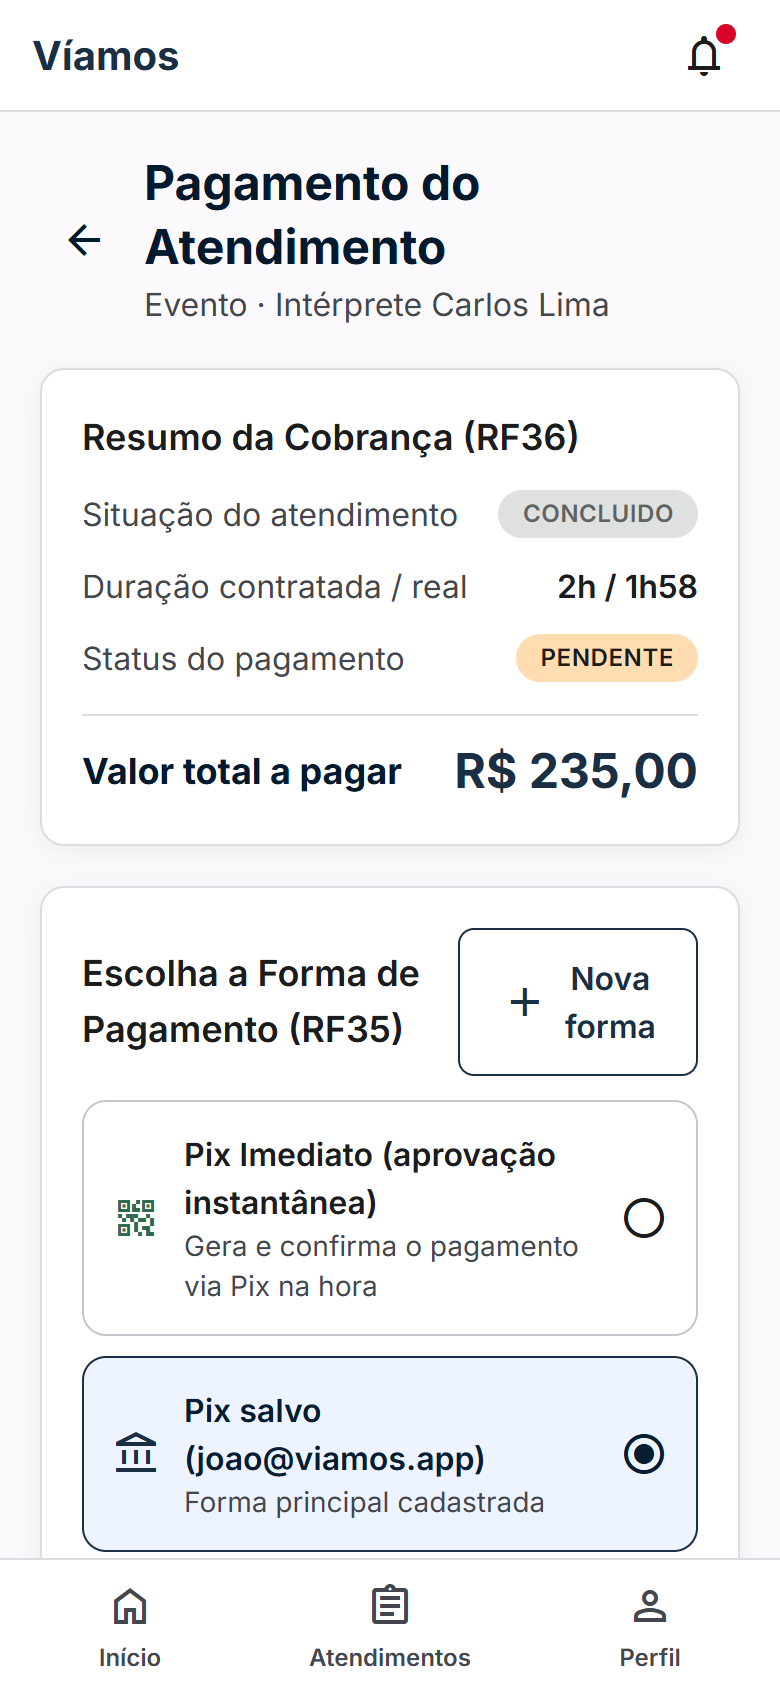 Víamos
Pagamento do
Atendimento
Evento · Intérprete Carlos Lima
Resumo da Cobrança (RF36)
Situação do atendimento CONCLUIDO
Duração contratada / real 2h / 1h58
Status do pagamento PENDENTE
Valor total a pagar R$ 235,00
Escolha a Forma de
Pagamento (RF35)
Nova
forma
Pix Imediato (aprovação
instantânea)
Gera e confirma o pagamento
via Pix na hora
Pix salvo
(joao@viamos.app)
Forma principal cadastrada
Início Atendimentos Perfil